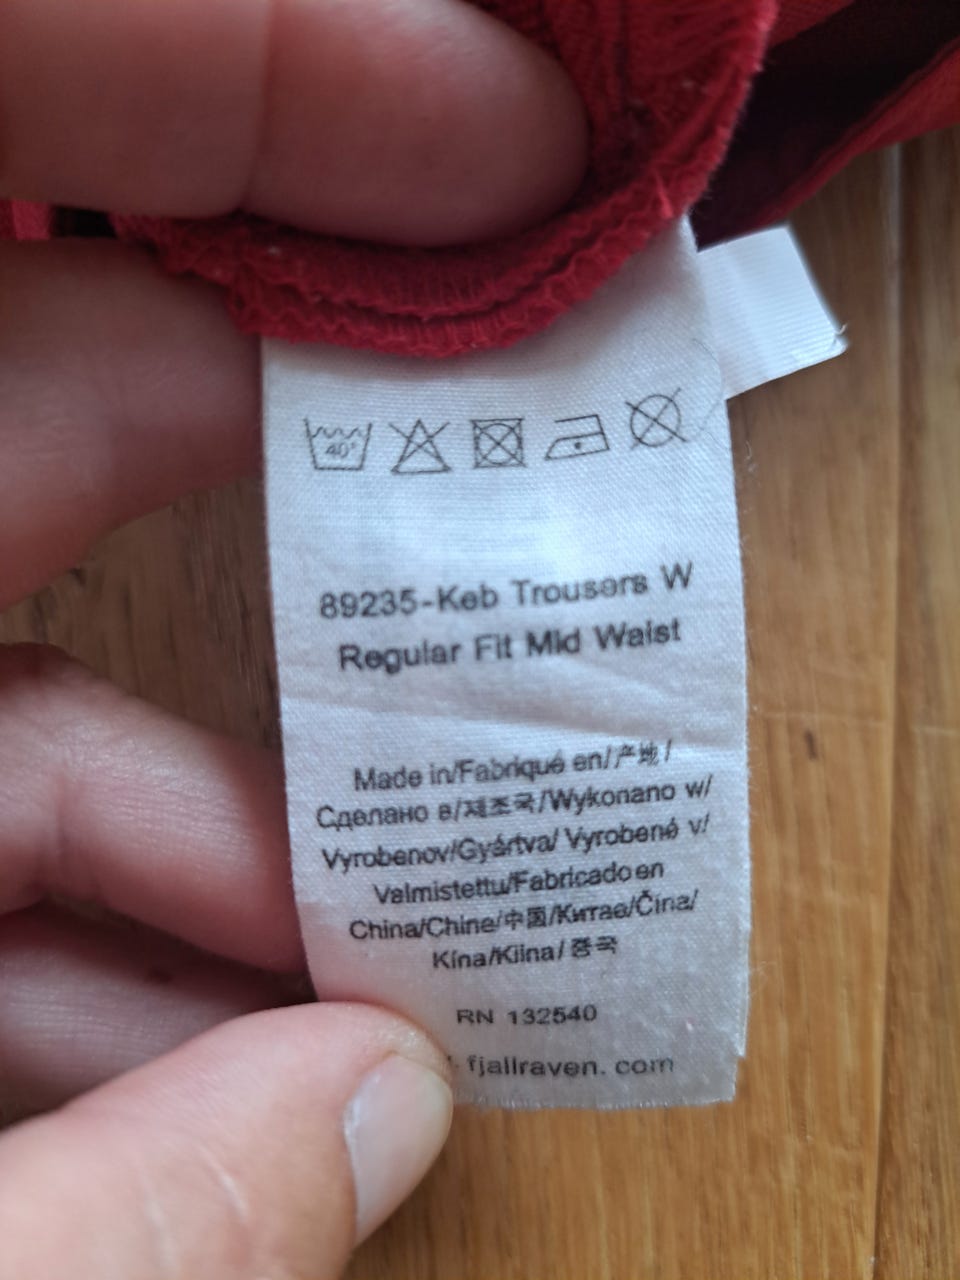 40°
89235-Keb Trousers W
Regular Fit Mid Waist
Made in/Fabriqué en/产地/
Сделано в/제조국/Wykonano w/
Vyrobenov/Gyártva/ Vyrobené v/
Valmistettu/Fabricado en
China/Chine/中国/Китае/Čína/
Kína/Kiina/중국
RN 132540
fjallraven. com